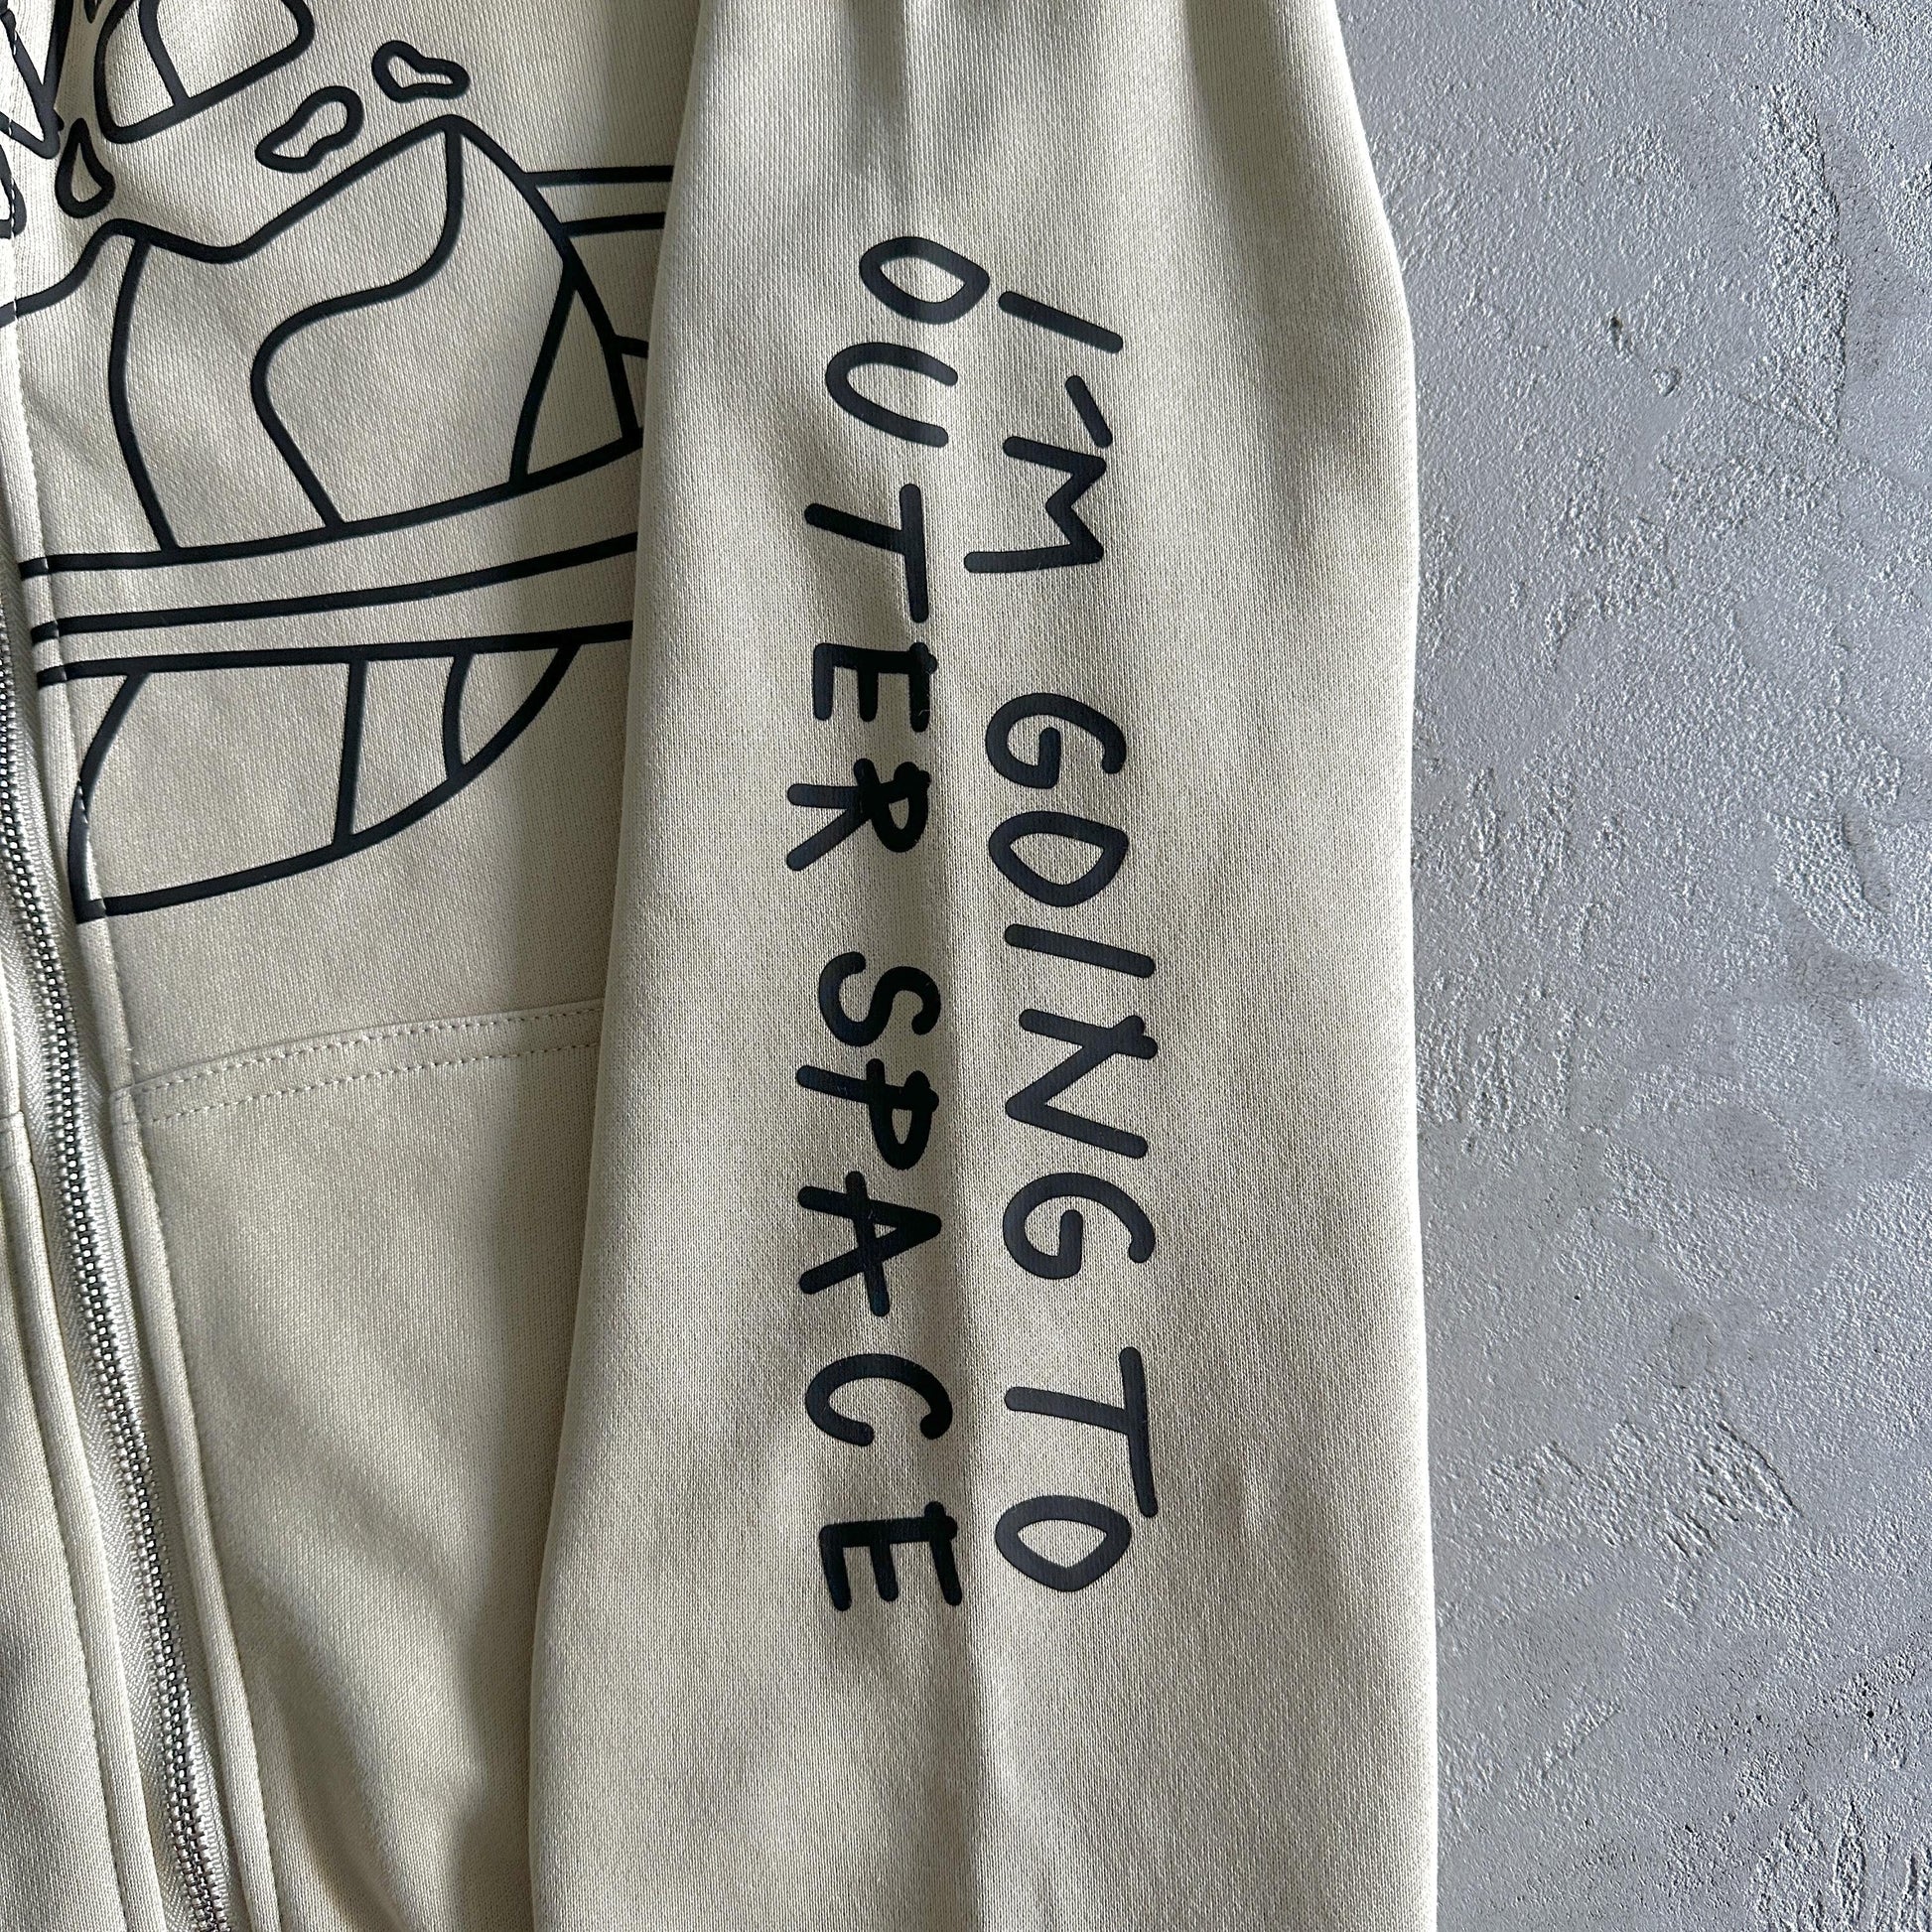 I'M GOING TO
OUTER SPACE